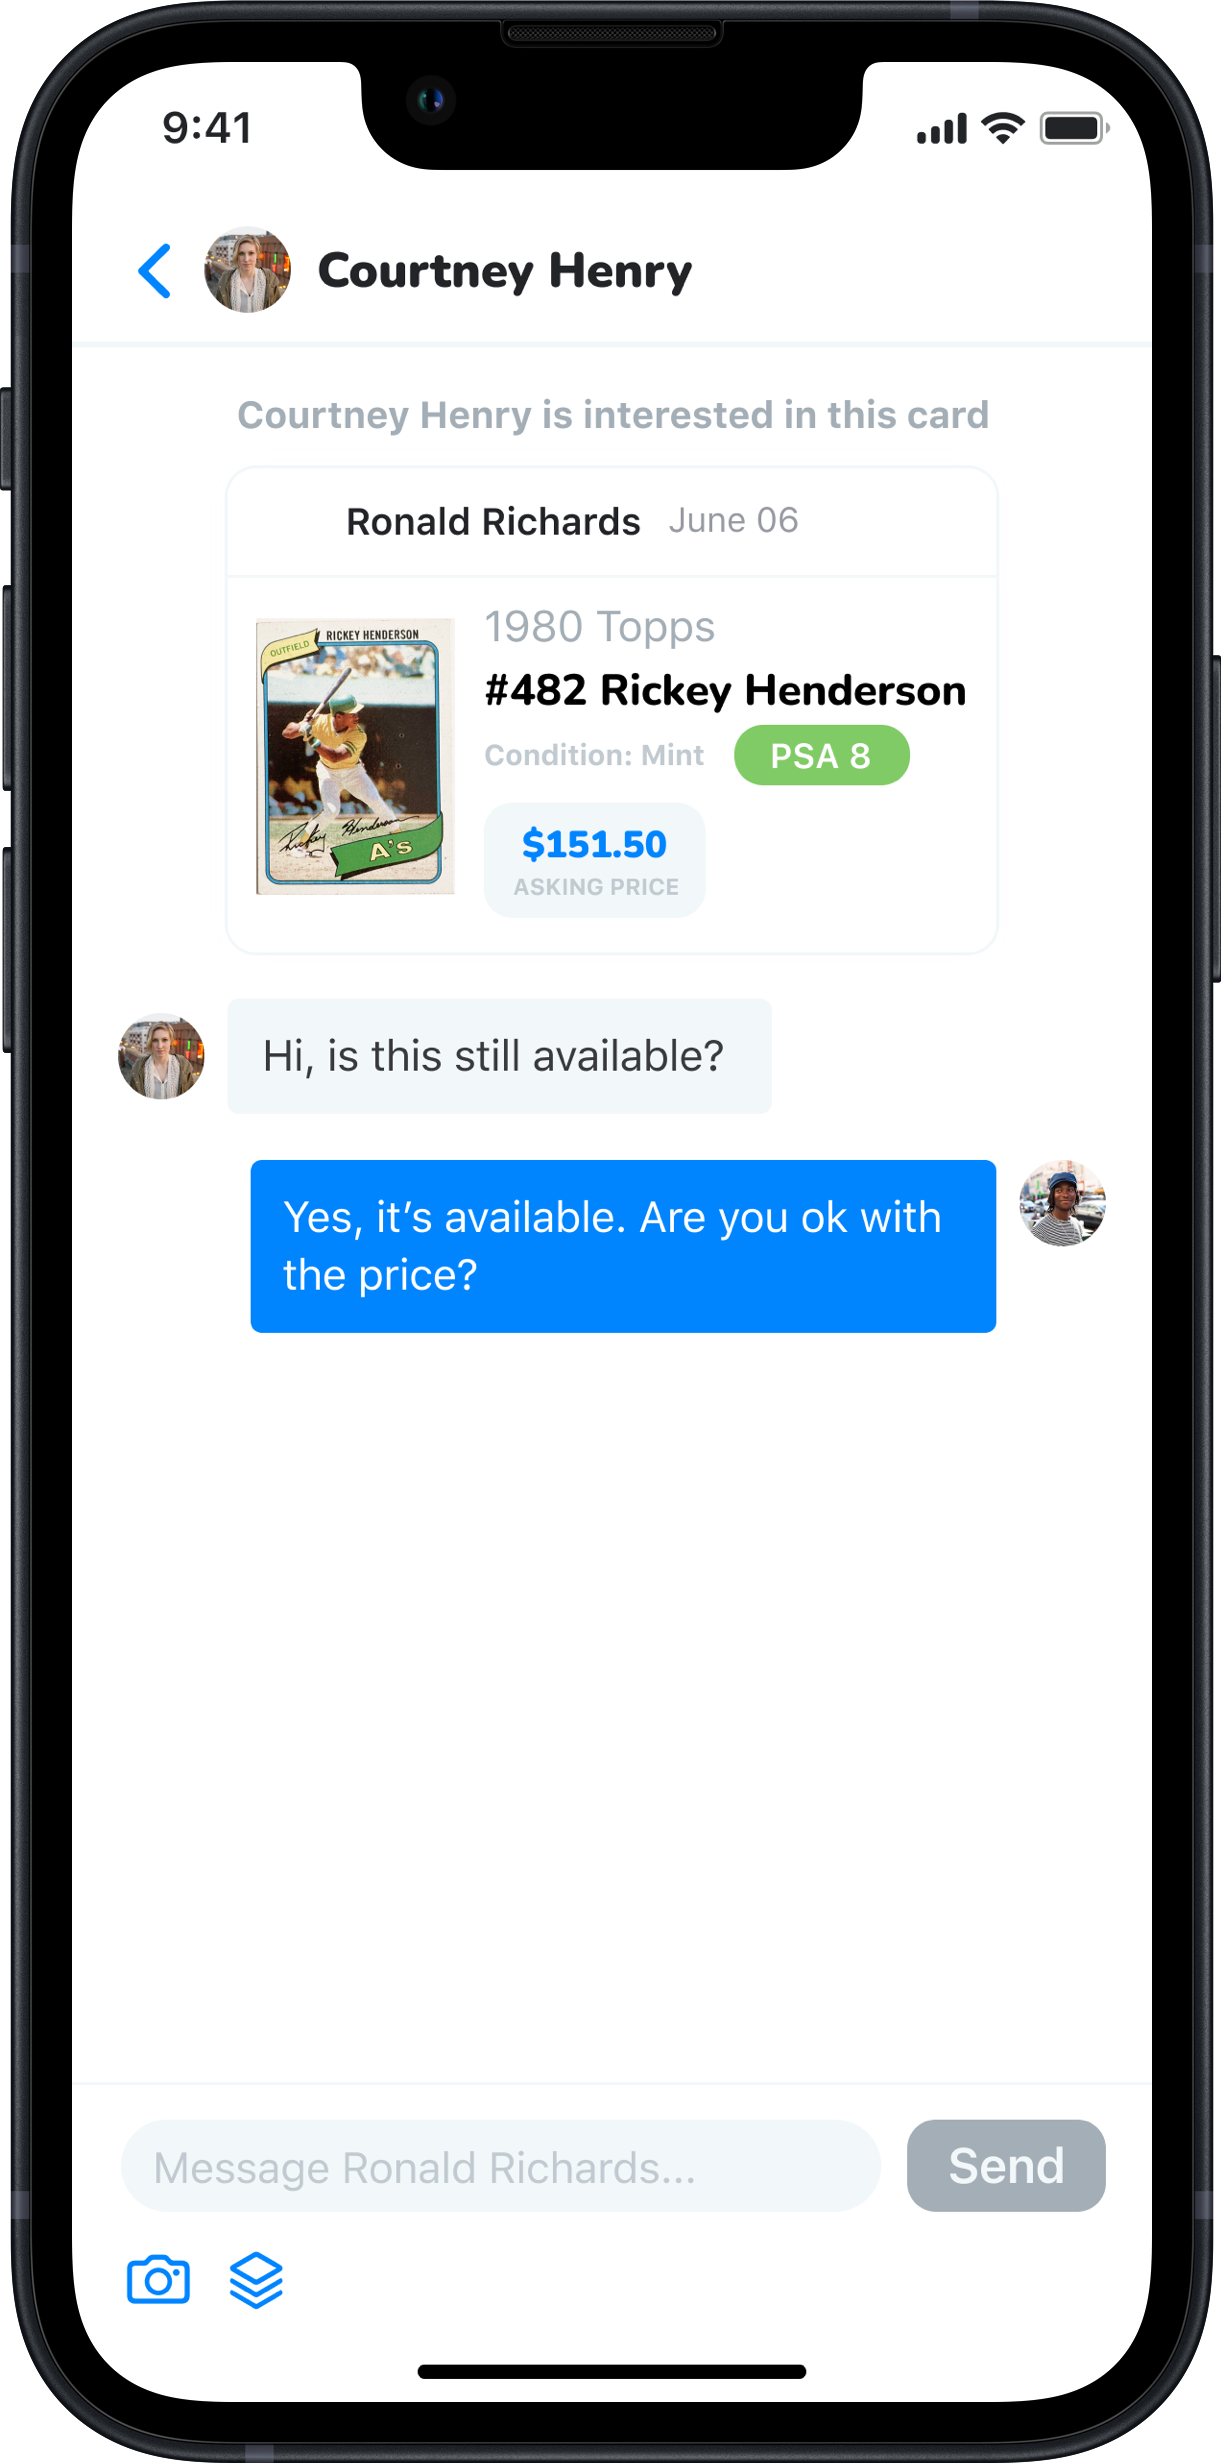 9:41
Courtney Henry
Courtney Henry is interested in this card
Ronald Richards June 06
RICKEY HENDERSON
OUTFIELD
Rickey Henderson
A's
1980 Topps
#482 Rickey Henderson
Condition: Mint PSA 8
$151.50
ASKING PRICE
Hi, is this still available?
Yes, it’s available. Are you ok with
the price?
Message Ronald Richards...
Send